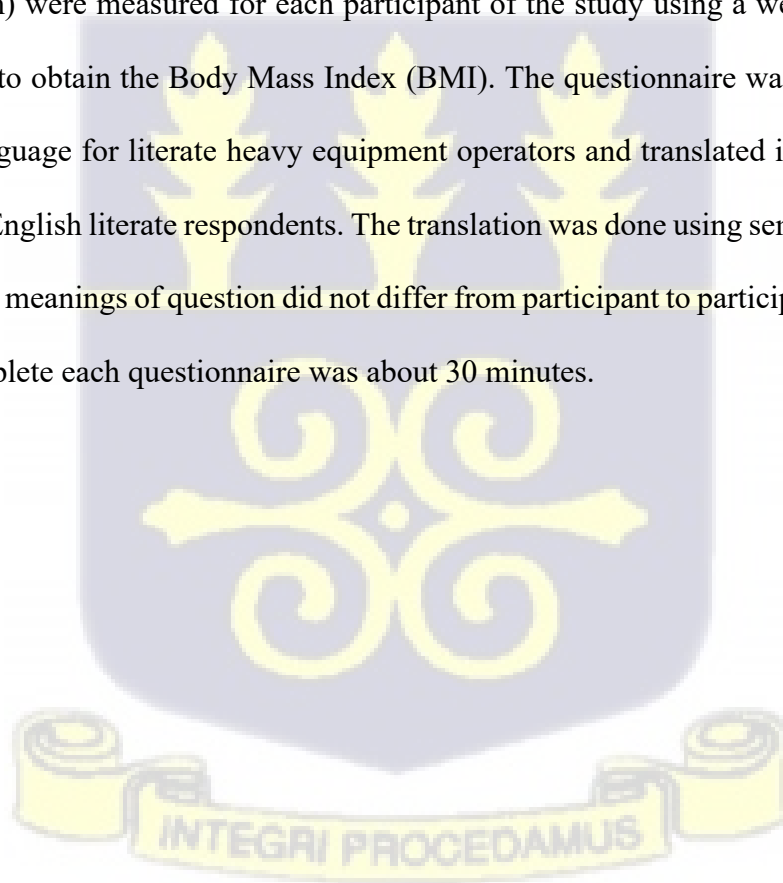 ) were measured for each participant of the study using a we
to obtain the Body Mass Index (BMI). The questionnaire wa
guage for literate heavy equipment operators and translated i
English literate respondents. The translation was done using ser
meanings of question did not differ from participant to particip
plete each questionnaire was about 30 minutes.
INTEGRI PROCEDAMUS